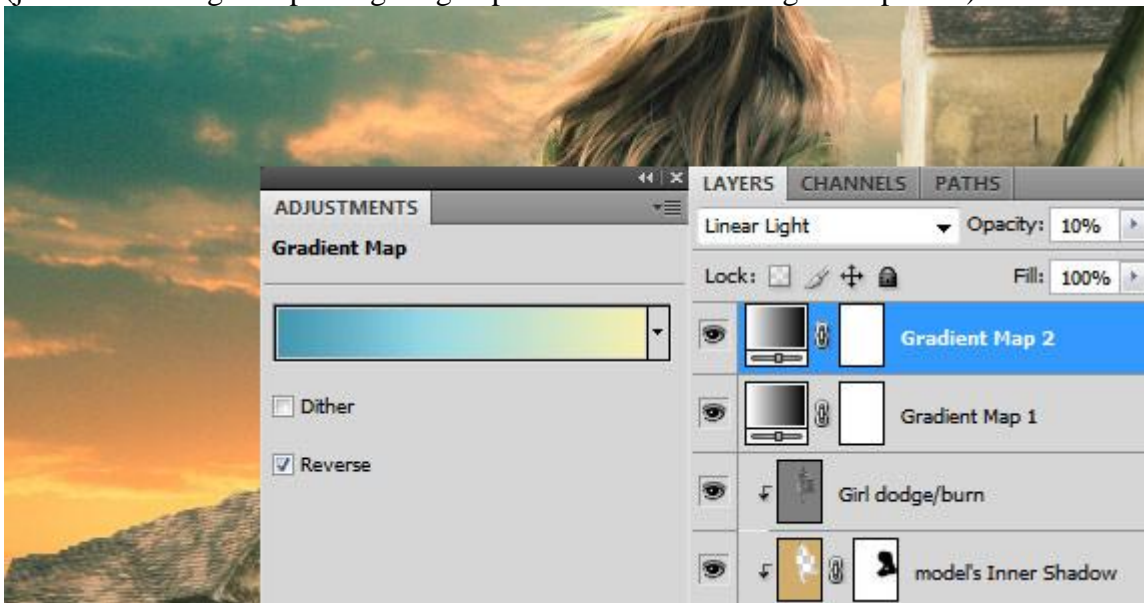 LAYERS CHANNELS PATHS
ADJUSTMENTS
Linear Light Opacity: 10%
Gradient Map
Lock: Fill: 100%
Gradient Map 2
Dither
Gradient Map 1
Reverse
Girl dodge/burn
model's Inner Shadow